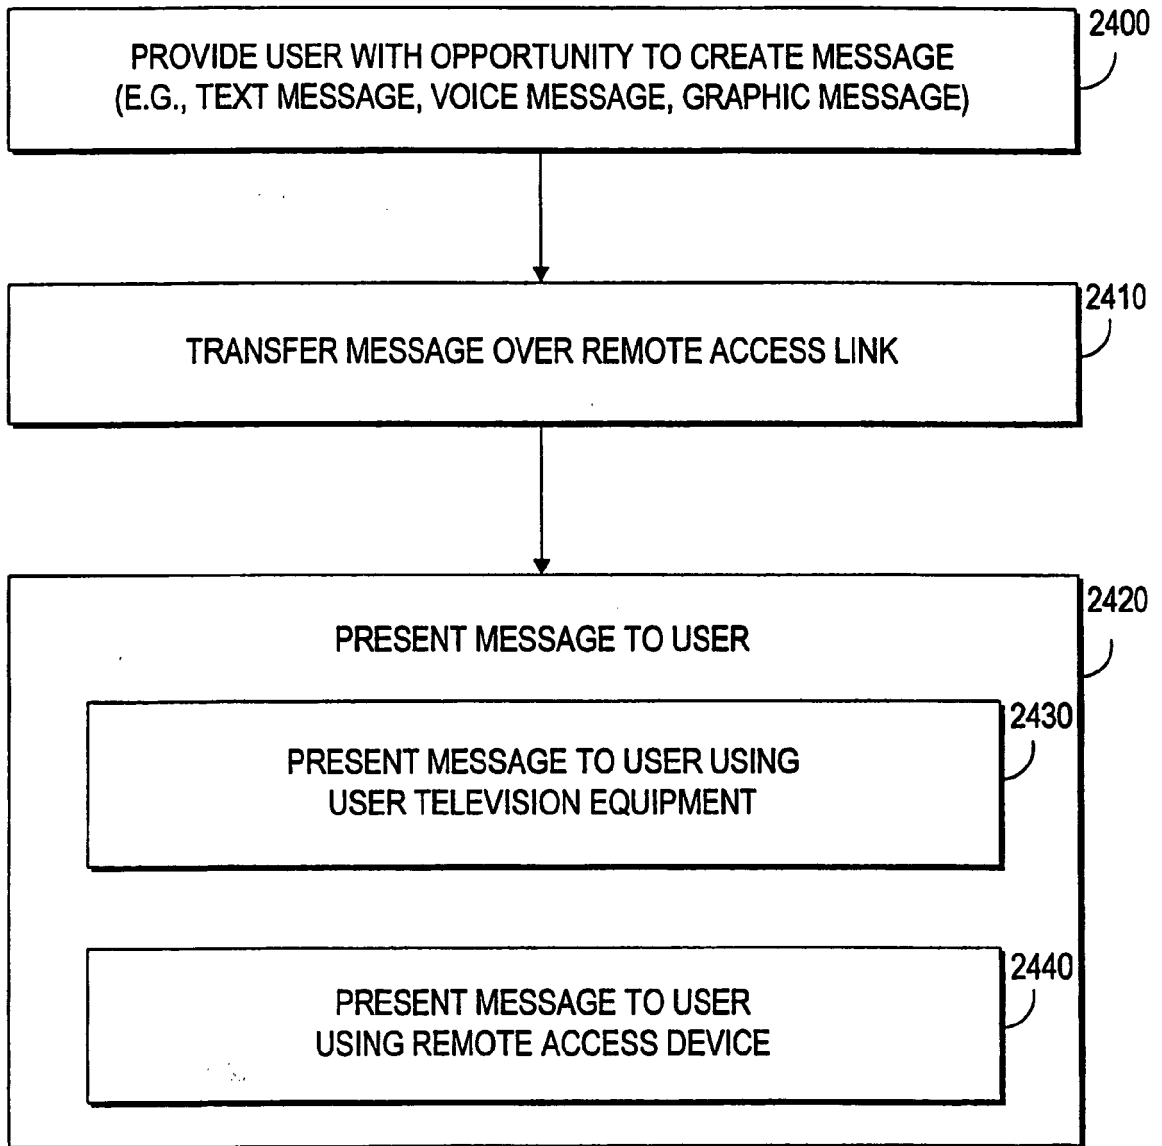 2400
PROVIDE USER WITH OPPORTUNITY TO CREATE MESSAGE
(E.G., TEXT MESSAGE, VOICE MESSAGE, GRAPHIC MESSAGE)
2410
TRANSFER MESSAGE OVER REMOTE ACCESS LINK
2420
PRESENT MESSAGE TO USER
2430
PRESENT MESSAGE TO USER USING
USER TELEVISION EQUIPMENT
2440
PRESENT MESSAGE TO USER
USING REMOTE ACCESS DEVICE